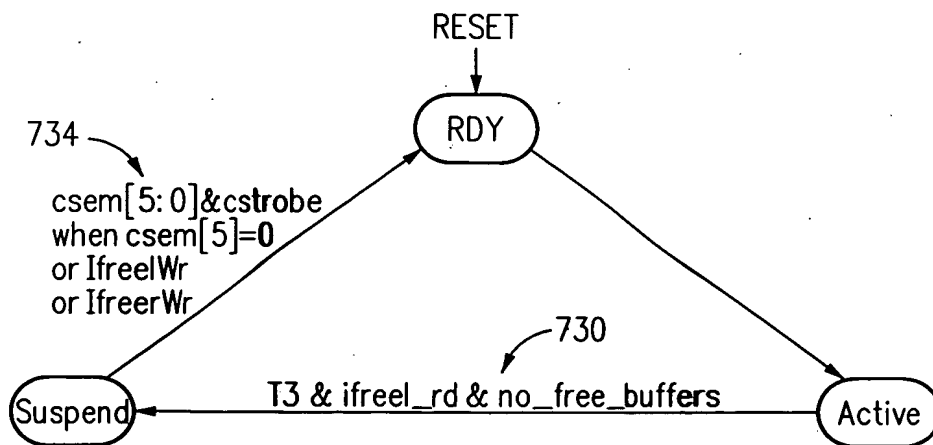 RESET
RDY
734
csem[5:0]&cstrobe
when csem[5]=0
or IfreelWr
or IfreerWr
730
T3 & ifreel_rd & no_free_buffers
Suspend
Active